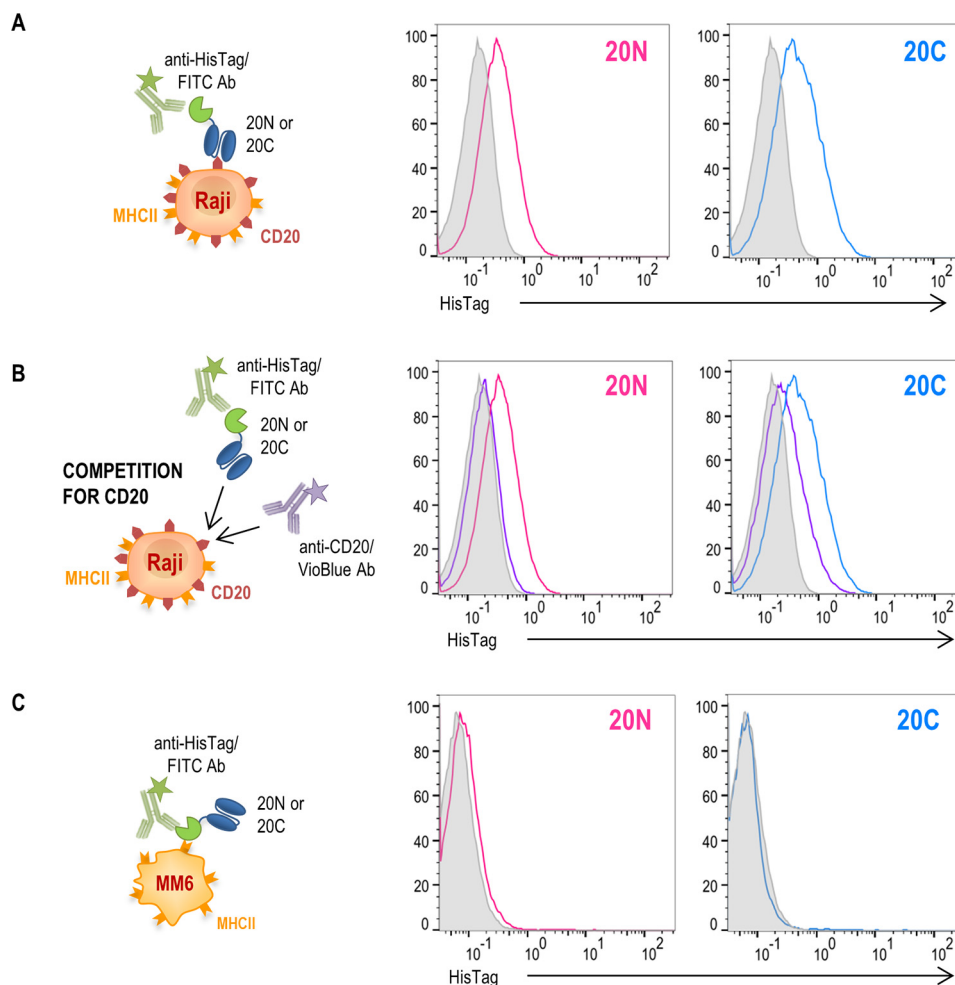 A
anti-HisTag/
FITC Ab
20N or
20C
Raji
MHCII
CD20
20N
100
80
60
40
20
0
10-1 100 101 102
20C
100
80
60
40
20
0
10-1 100 101 102
HisTag
B
anti-HisTag/
FITC Ab
20N or
20C
COMPETITION
FOR CD20
anti-CD20/
VioBlue Ab
Raji
MHCII
CD20
20N
100
80
60
40
20
0
10-1 100 101 102
20C
100
80
60
40
20
0
10-1 100 101 102
HisTag
C
anti-HisTag/
FITC Ab
20N or
20C
MM6
MHCII
20N
100
80
60
40
20
0
10-1 100 101 102
20C
100
80
60
40
20
0
10-1 100 101 102
HisTag